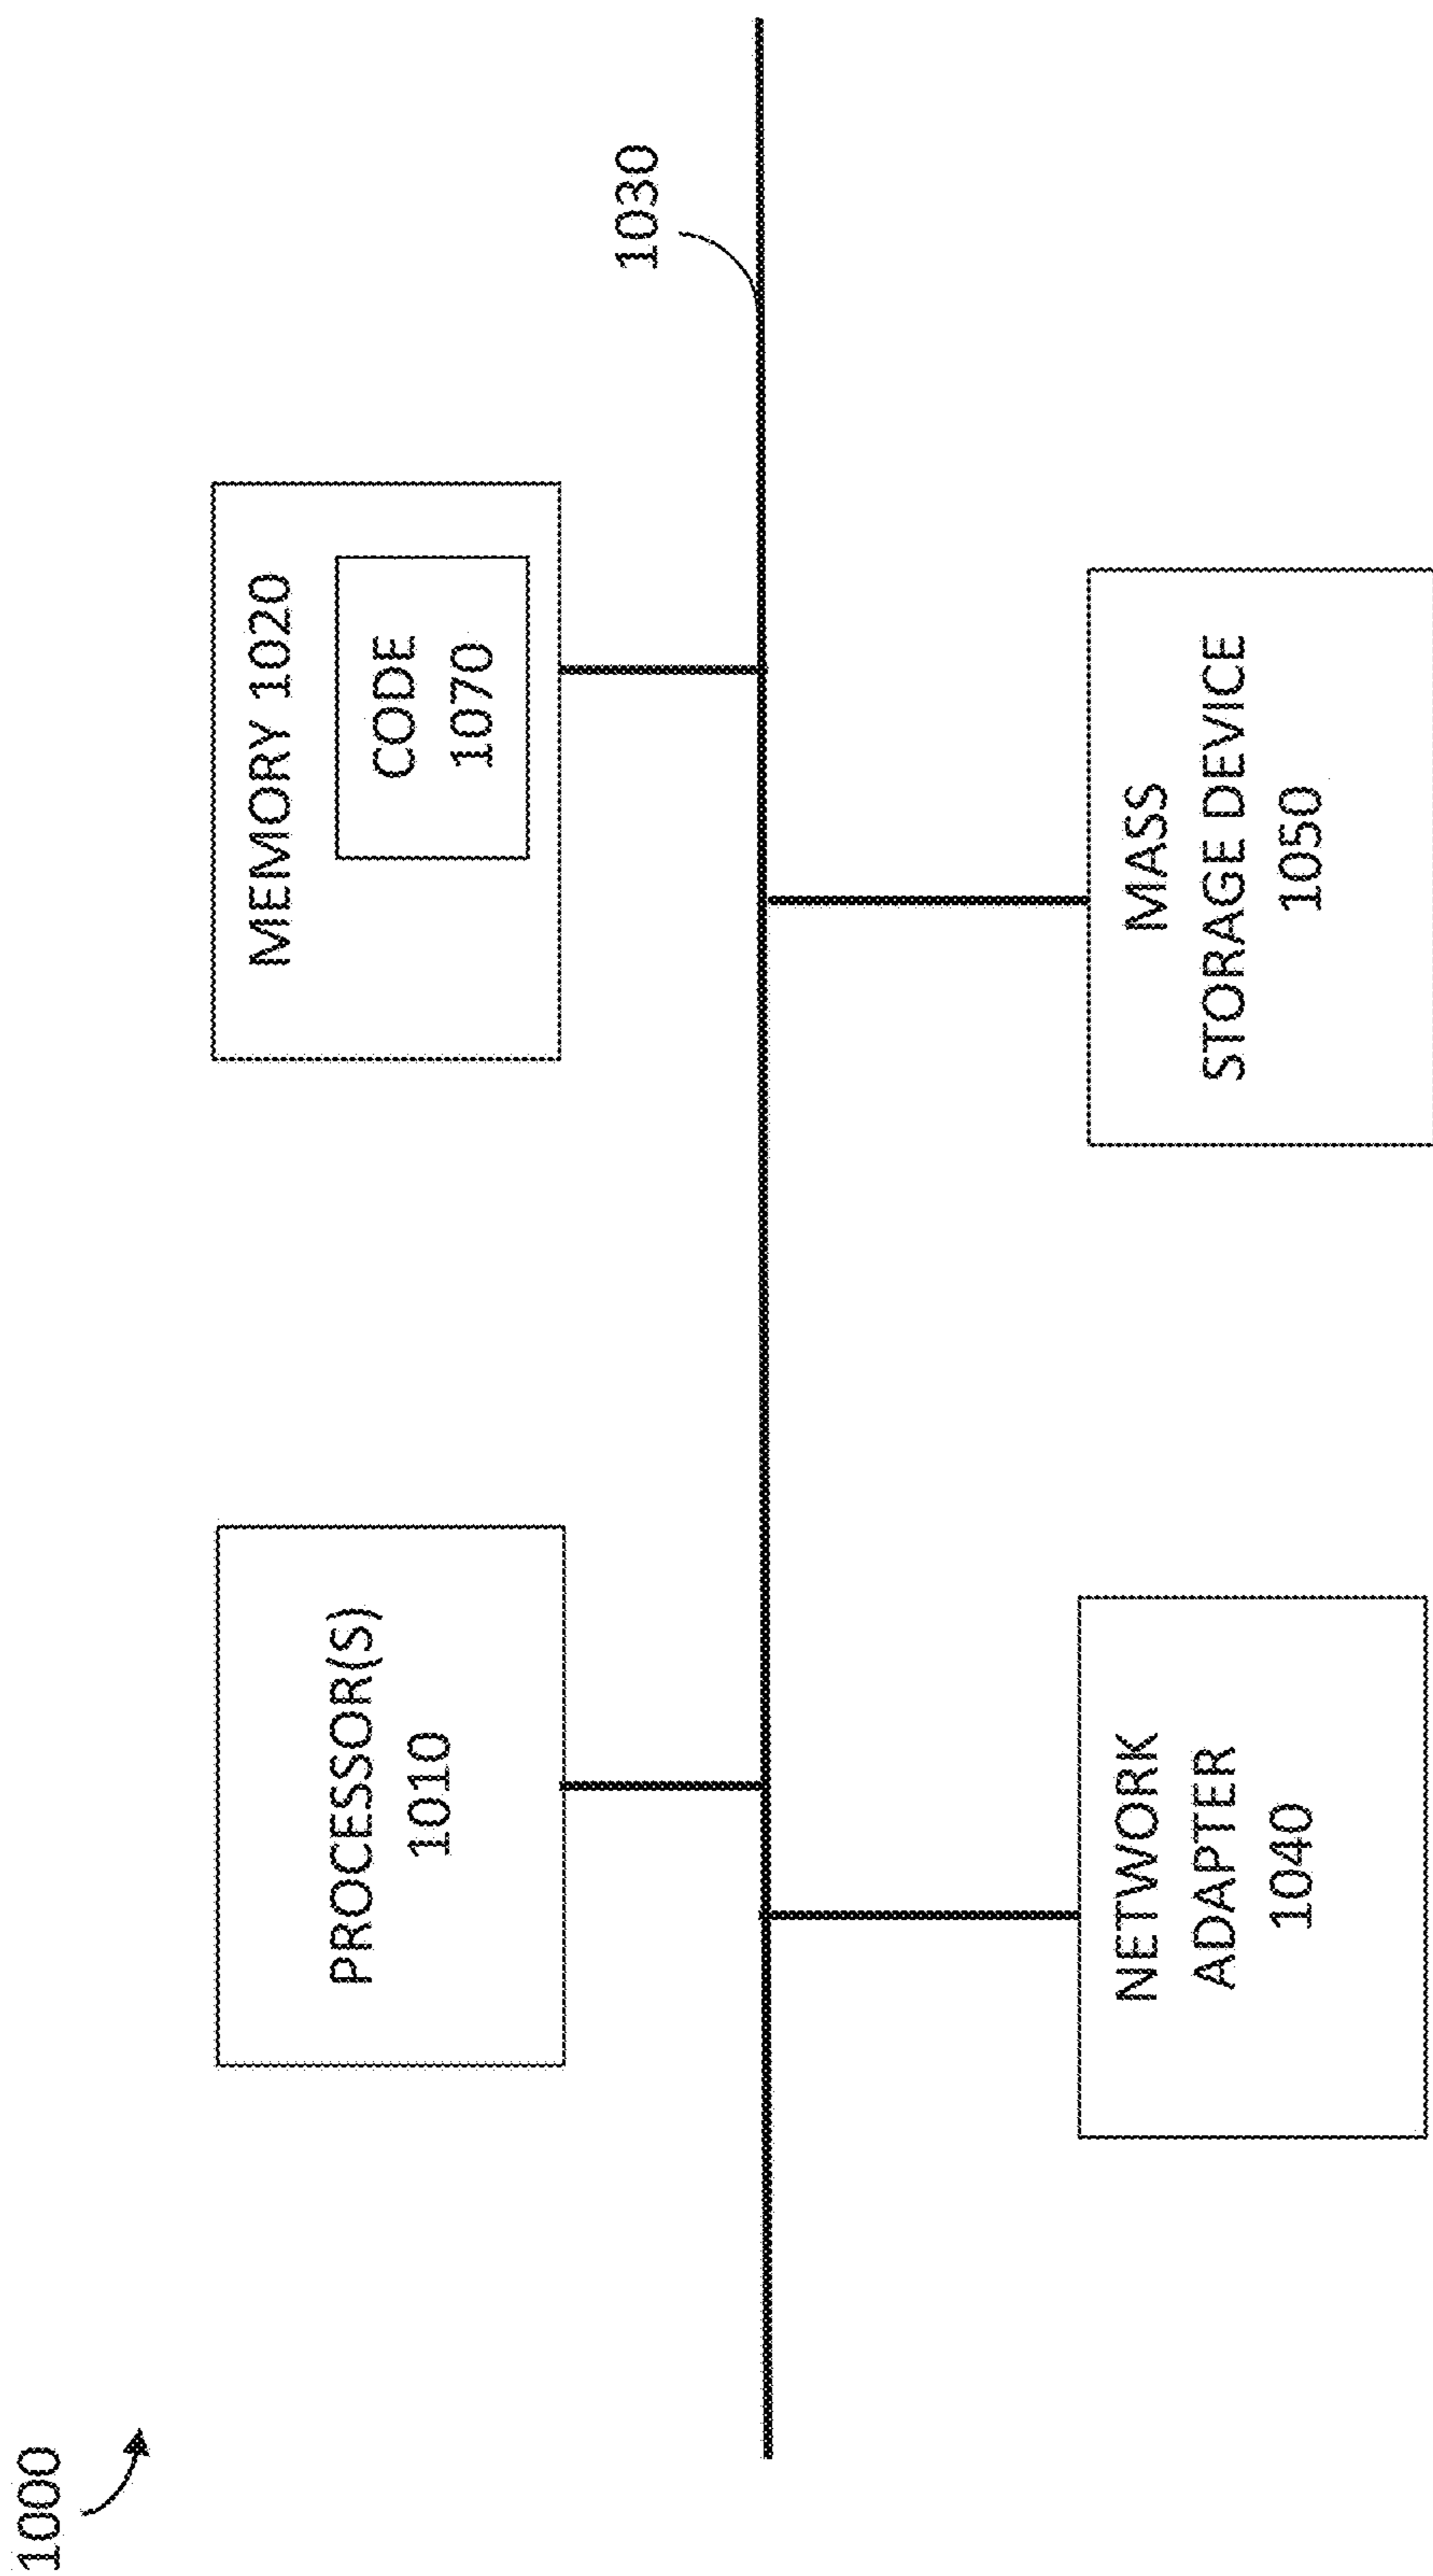 1000
PROCESSOR(S)
1010
MEMORY 1020
CODE
1070
1030
NETWORK
ADAPTER
1040
MASS
STORAGE DEVICE
1050